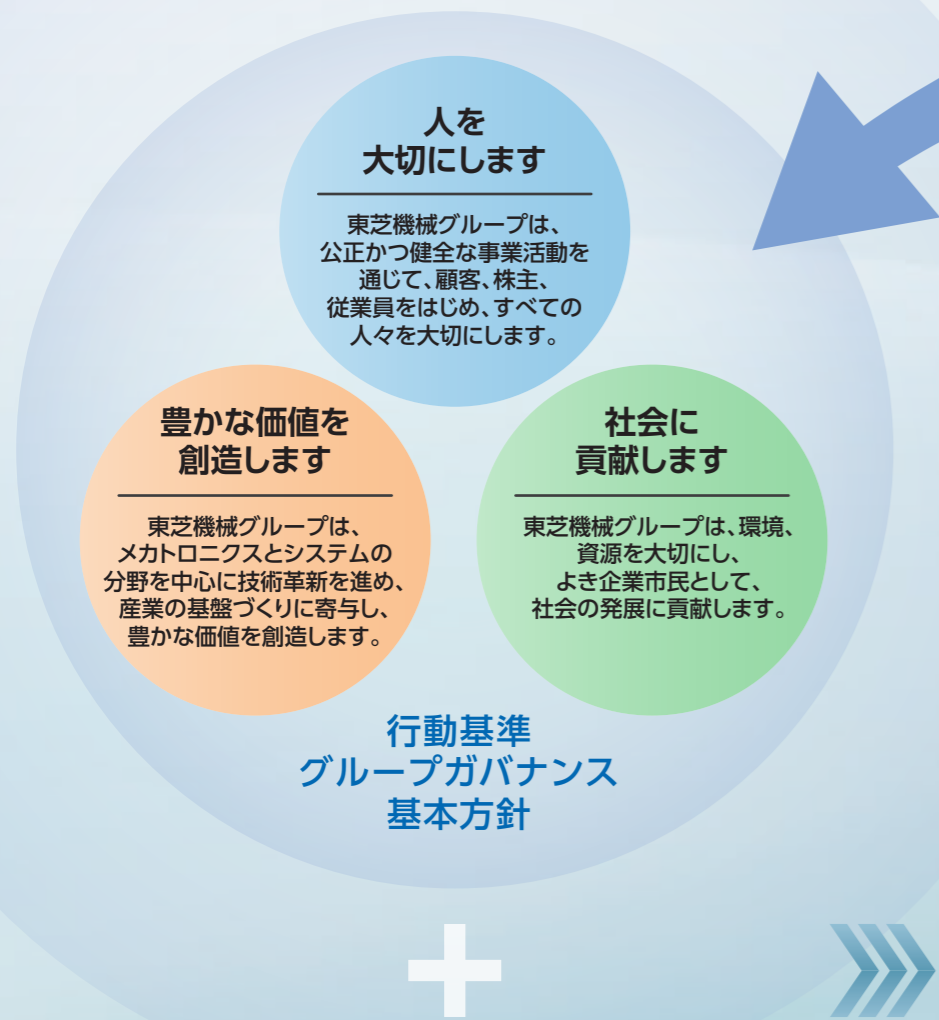 人を
大切にします
東芝機械グループは、
公正かつ健全な事業活動を
通じて、顧客、株主、
従業員をはじめ、すべての
人々を大切にします。
豊かな価値を
創造します
東芝機械グループは、
メカトロニクスとシステムの
分野を中心に技術革新を進め、
産業の基盤づくりに寄与し、
豊かな価値を創造します。
社会に
貢献します
東芝機械グループは、環境、
資源を大切にし、
よき企業市民として、
社会の発展に貢献します。
行動基準
グループガバナンス
基本方針
+